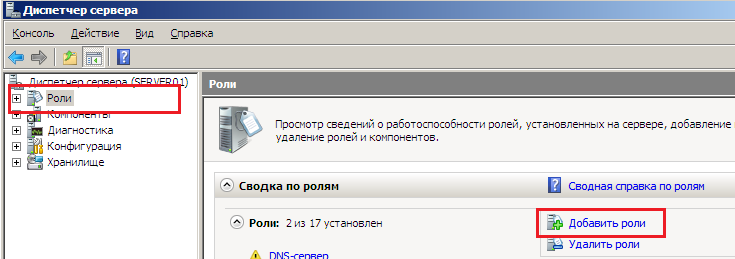 Диспетчер сервера
Консоль Действие Вид Справка
Диспетчер сервера (SERVER01)
Роли
Компоненты
Диагностика
Конфигурация
Хранилище
Роли
Просмотр сведений о работоспособности ролей, установленных на сервере, добавление
удаление ролей и компонентов.
Сводка по ролям
Сводная справка по ролям
Роли: 2 из 17 установлен
Добавить роли
Удалить роли
DNS-сервер